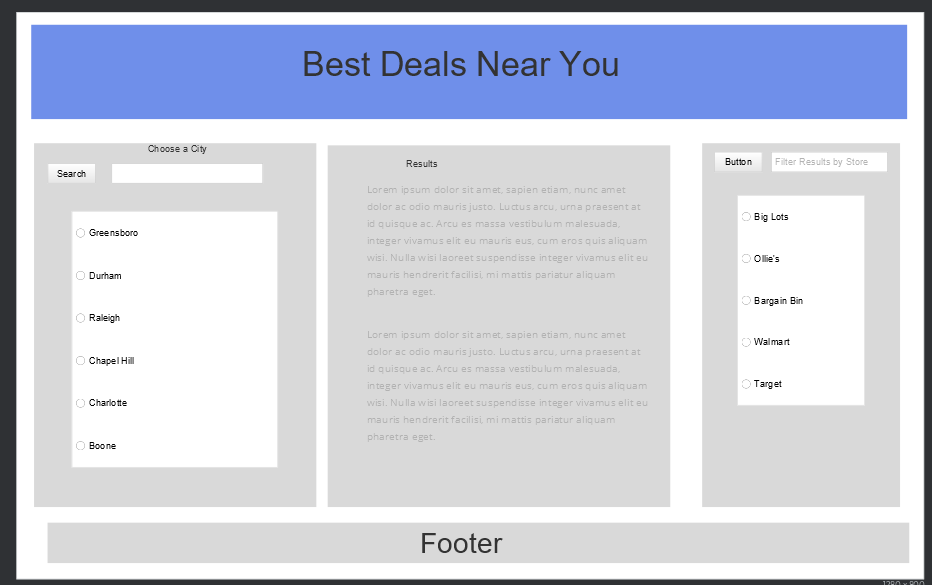 Best Deals Near You
Choose a City
Search
Greensboro
Durham
Raleigh
Chapel Hill
Charlotte
Boone
Results
Lorem ipsum dolor sit amet, sapien etiam, nunc amet
dolor ac odio mauris justo. Luctus arcu, urna praesent at
id quisque ac. Arcu es massa vestibulum malesuada,
integer vivamus elit eu mauris eus, cum eros quis aliquam
wisi. Nulla wisi laoreet suspendisse integer vivamus elit eu
mauris hendrerit facilisi, mi mattis pariatur aliquam
pharetra eget.
Lorem ipsum dolor sit amet, sapien etiam, nunc amet
dolor ac odio mauris justo. Luctus arcu, urna praesent at
id quisque ac. Arcu es massa vestibulum malesuada,
integer vivamus elit eu mauris eus, cum eros quis aliquam
wisi. Nulla wisi laoreet suspendisse integer vivamus elit eu
mauris hendrerit facilisi, mi mattis pariatur aliquam
pharetra eget.
Button
Filter Results by Store
Big Lots
Ollie's
Bargain Bin
Walmart
Target
Footer